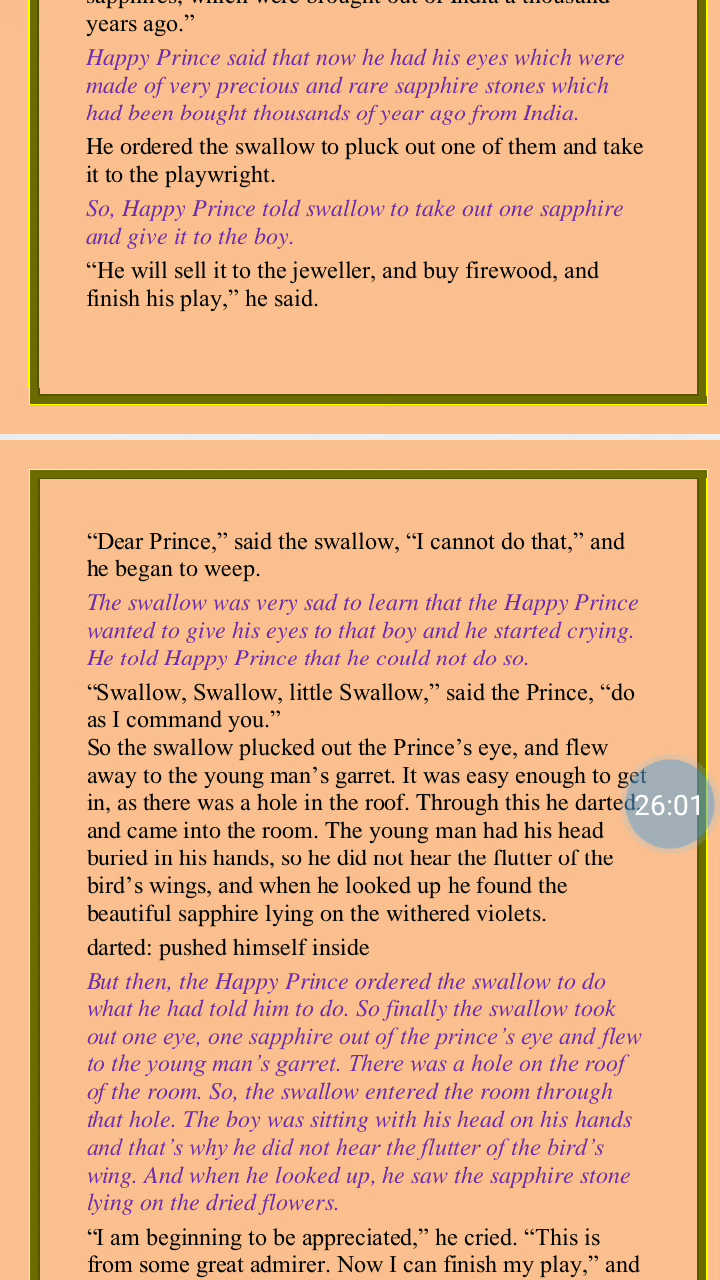 sapphires, which were brought out of India a thousand
years ago.”
Happy Prince said that now he had his eyes which were
made of very precious and rare sapphire stones which
had been bought thousands of year ago from India.
He ordered the swallow to pluck out one of them and take
it to the playwright.
So, Happy Prince told swallow to take out one sapphire
and give it to the boy.
“He will sell it to the jeweller, and buy firewood, and
finish his play,” he said.
“Dear Prince,” said the swallow, “I cannot do that,” and
he began to weep.
The swallow was very sad to learn that the Happy Prince
wanted to give his eyes to that boy and he started crying.
He told Happy Prince that he could not do so.
“Swallow, Swallow, little Swallow,” said the Prince, “do
as I command you.”
So the swallow plucked out the Prince’s eye, and flew
away to the young man’s garret. It was easy enough to get
in, as there was a hole in the roof. Through this he darted,
26:01
and came into the room. The young man had his head
buried in his hands, so he did not hear the flutter of the
bird’s wings, and when he looked up he found the
beautiful sapphire lying on the withered violets.
darted: pushed himself inside
But then, the Happy Prince ordered the swallow to do
what he had told him to do. So finally the swallow took
out one eye, one sapphire out of the prince’s eye and flew
to the young man’s garret. There was a hole on the roof
of the room. So, the swallow entered the room through
that hole. The boy was sitting with his head on his hands
and that’s why he did not hear the flutter of the bird’s
wing. And when he looked up, he saw the sapphire stone
lying on the dried flowers.
“I am beginning to be appreciated,” he cried. “This is
from some great admirer. Now I can finish my play,” and